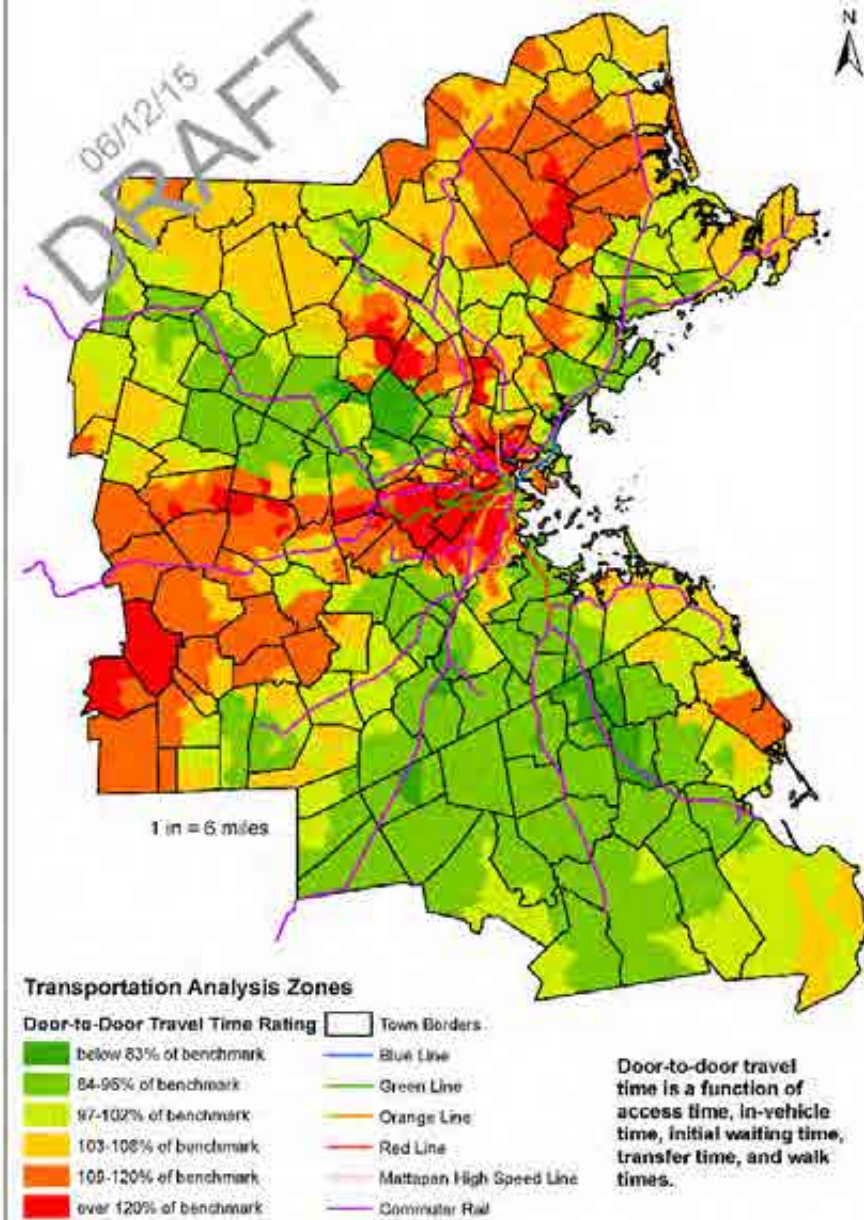 06/12/15
DRAFT
N
1 in = 6 miles
Transportation Analysis Zones
Door-to-Door Travel Time Rating
below 83% of benchmark
84-96% of benchmark
97-102% of benchmark
103-108% of benchmark
109-120% of benchmark
over 120% of benchmark
Town Borders
Blue Line
Green Line
Orange Line
Red Line
Mattapan High Speed Line
Commuter Rail
Door-to-door travel
time is a function of
access time, in-vehicle
time, initial waiting time,
transfer time, and walk
times.